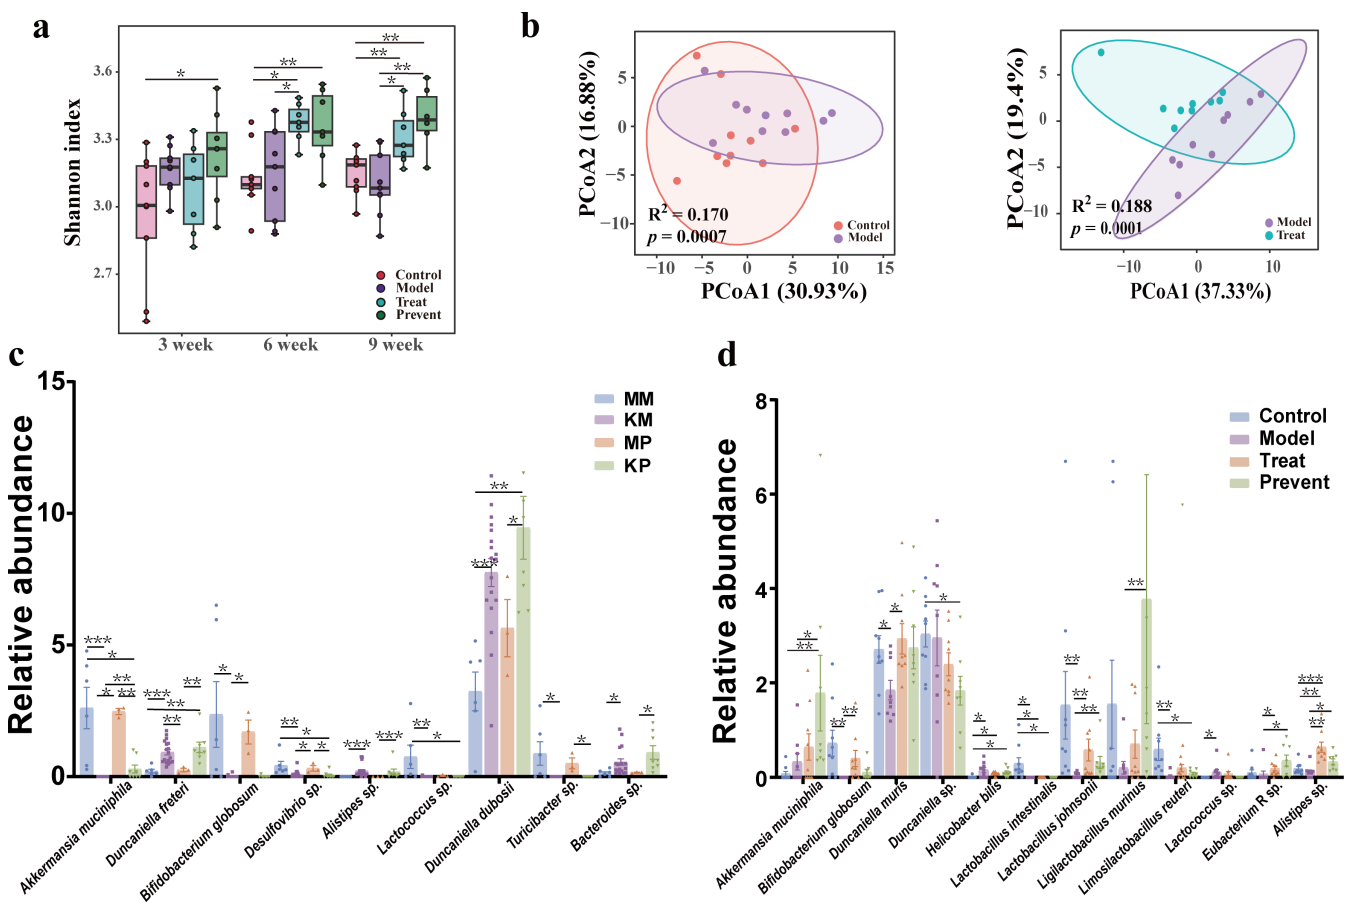 a
Shannon index
3.6
3.3
3.0
2.7
*
**
*
*
**
**
**
*
Control
Model
Treat
Prevent
3 week
6 week
9 week
b
PCoA2 (16.88%)
5
0
−5
−10
R² = 0.170
p = 0.0007
Control
Model
−10
−5
0
5
10
15
PCoA1 (30.93%)
PCoA2 (19.4%)
5
0
−5
−10
R² = 0.188
p = 0.0001
Model
Treat
−10
0
10
PCoA1 (37.33%)
c
Relative abundance
15
10
5
0
MM
KM
MP
KP
***
*
**
*
**
***
**
**
**
*
*
**
*
*
*
***
***
**
*
**
*
***
*
*
*
*
Akkermansia muciniphila
Duncaniella freteri
Bifidobacterium globosum
Desulfovibrio sp.
Alistipes sp.
Lactococcus sp.
Duncaniella dubosii
Turicibacter sp.
Bacteroides sp.
d
Relative abundance
8
6
4
2
0
Control
Model
Treat
Prevent
*
**
**
**
*
*
*
*
*
*
*
*
*
**
**
**
**
**
*
*
*
*
***
**
*
**
Akkermansia muciniphila
Bifidobacterium globosum
Duncaniella muris
Duncaniella sp.
Helicobacter bilis
Lactobacillus intestinalis
Lactobacillus johnsonii
Ligilactobacillus murinus
Limosilactobacillus reuteri
Lactococcus sp.
Eubacterium R sp.
Alistipes sp.